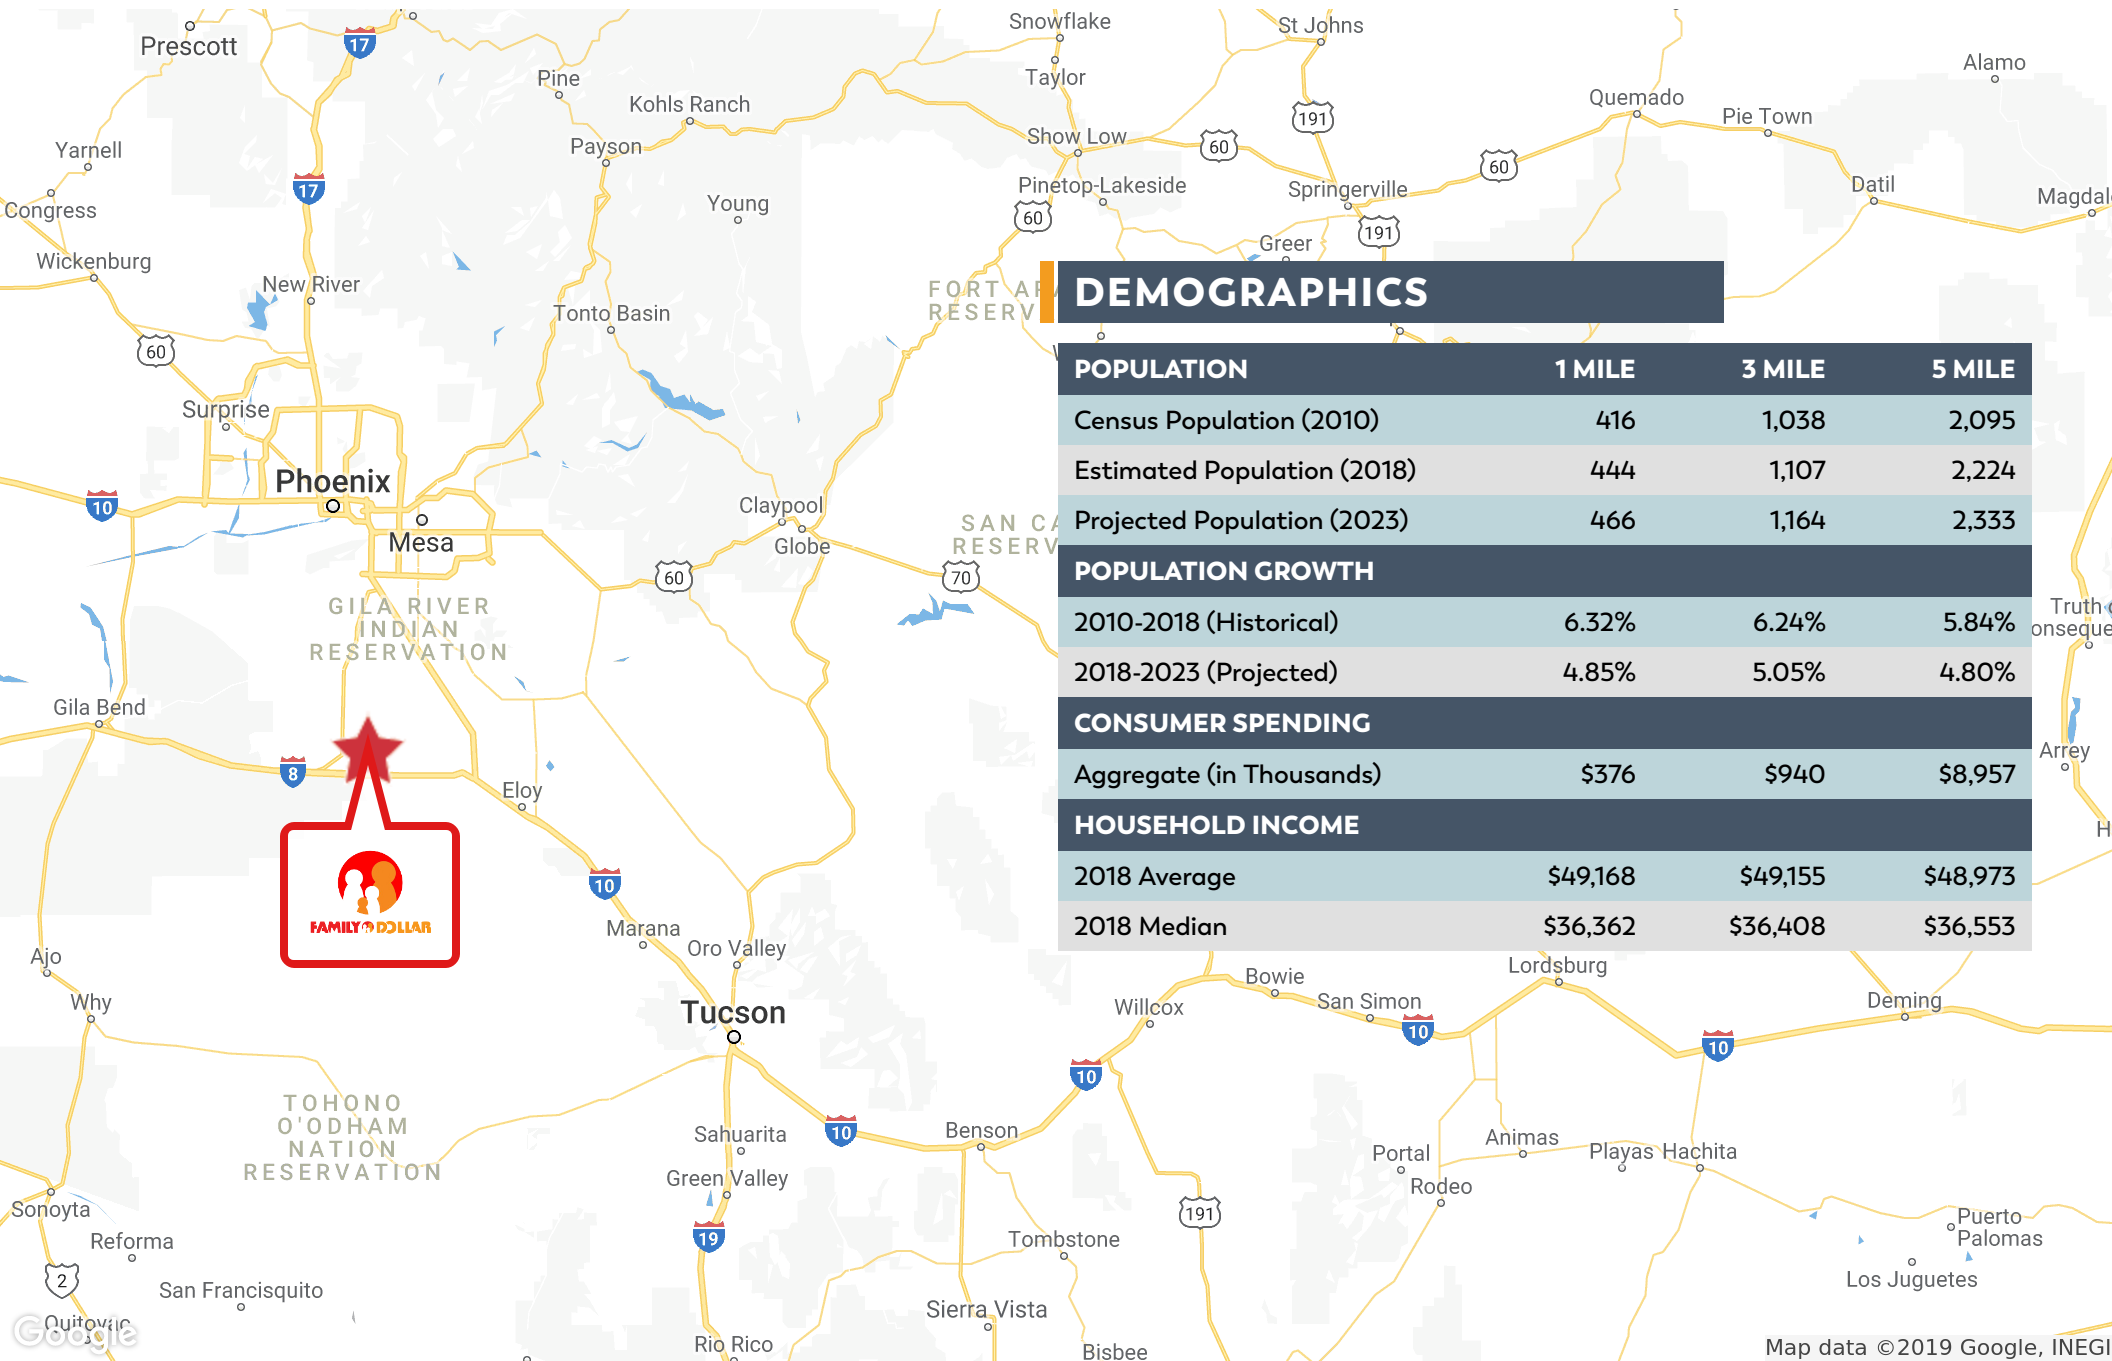 Prescott
17
Snowflake
St Johns
Alamo
Pine
Taylor
Kohls Ranch
Quemado
Pie Town
191
Yarnell
Payson
Show Low
60
60
17
Pinetop-Lakeside
Springerville
Datil
Congress
Young
60
191
Wickenburg
Greer
New River
Tonto Basin
60
Surprise
Phoenix
10
Mesa
Claypool
Globe
60
70
GILA RIVER
INDIAN
RESERVATION
Gila Bend
8
Eloy
FAMILY DOLLAR
10
Marana
Oro Valley
Ajo
Why
Tucson
DEMOGRAPHICS
POPULATION 1 MILE 3 MILE 5 MILE
Census Population (2010) 416 1,038 2,095
Estimated Population (2018) 444 1,107 2,224
Projected Population (2023) 466 1,164 2,333
POPULATION GROWTH
2010-2018 (Historical) 6.32% 6.24% 5.84%
2018-2023 (Projected) 4.85% 5.05% 4.80%
CONSUMER SPENDING
Aggregate (in Thousands) $376 $940 $8,957
HOUSEHOLD INCOME
2018 Average $49,168 $49,155 $48,973
2018 Median $36,362 $36,408 $36,553
Truth
Arrey
Lordsburg
Bowie
San Simon
Willcox
Deming
10
10
10
TOHONO
O'ODHAM
NATION
RESERVATION
10
Sahuarita
Benson
Green Valley
Portal
Animas
Playas
Hachita
Rodeo
191
Sonoyta
19
Puerto
Palomas
Reforma
Tombstone
2
San Francisquito
Los Juguetes
Sierra Vista
Quitovac
Google
Rio Rico
Bisbee
Map data ©2019 Google, INEGI